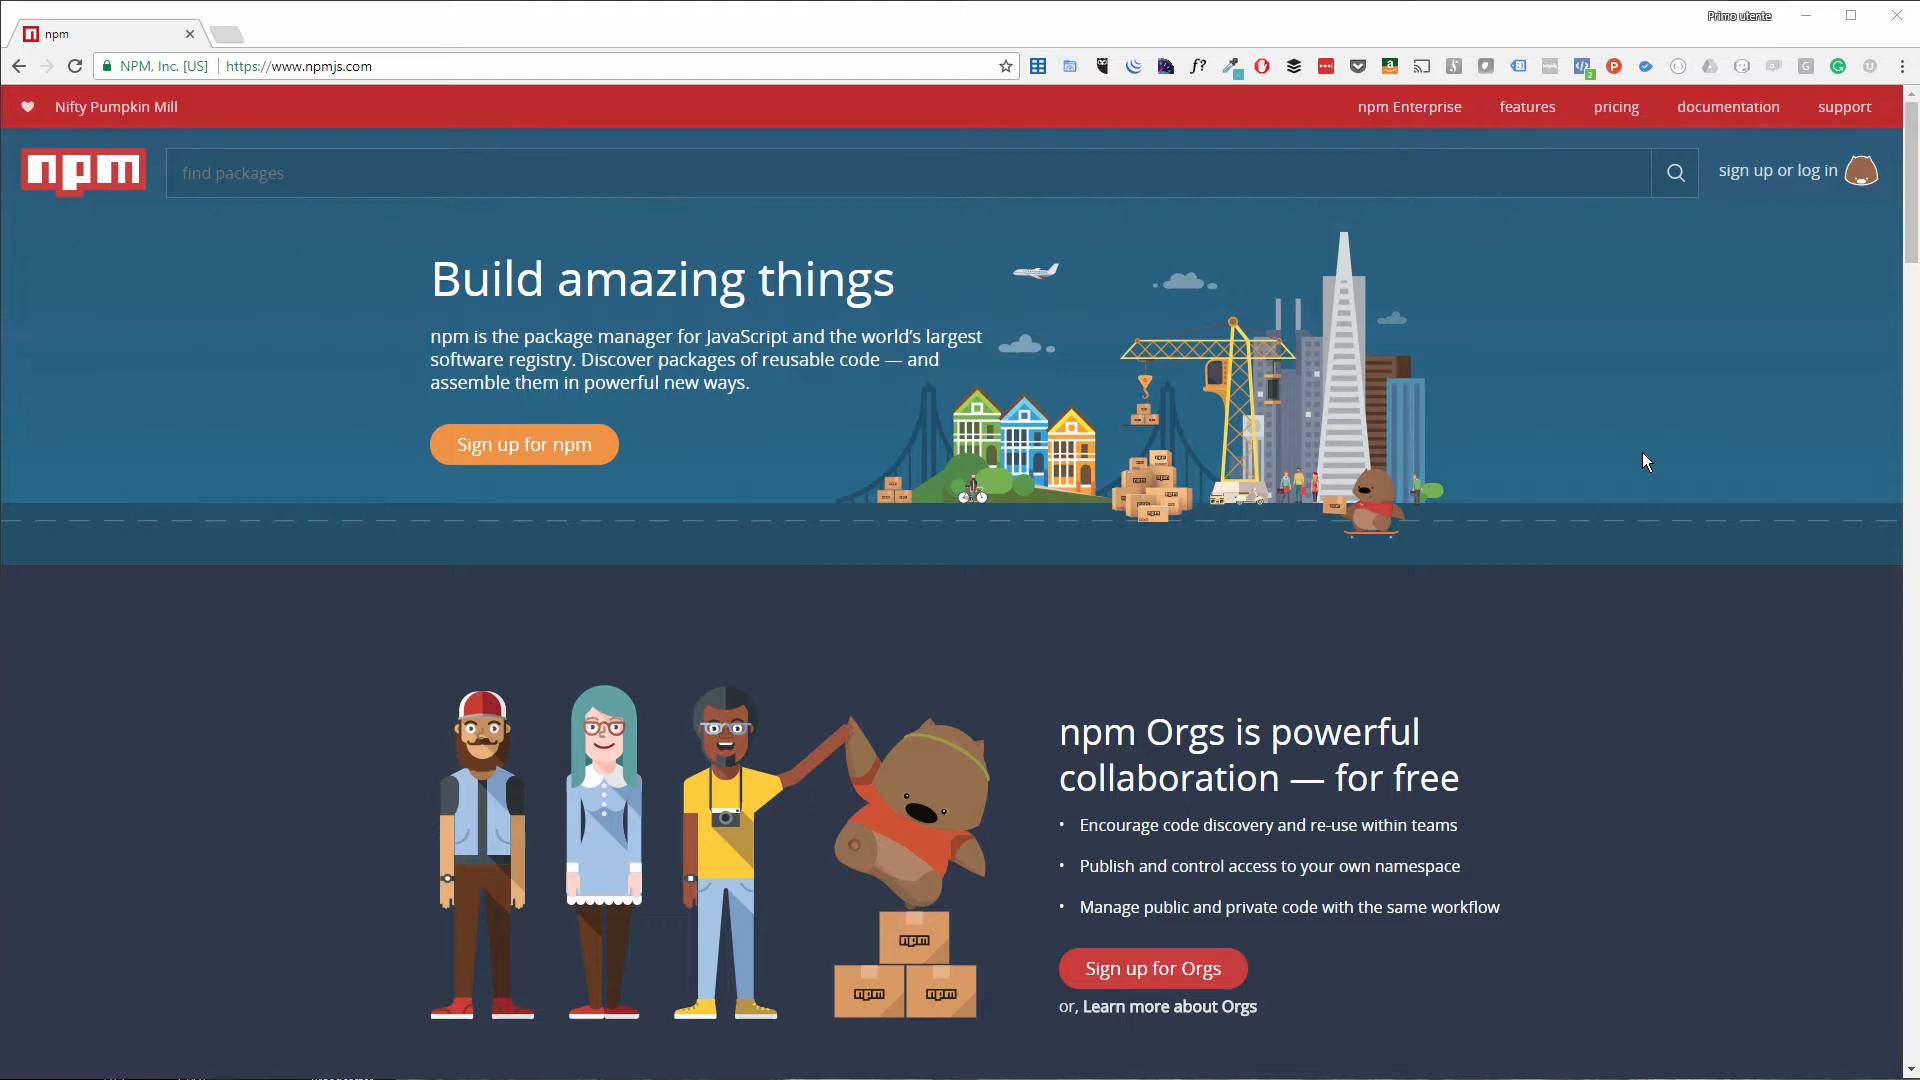 Primo utente
npm
NPM, Inc. [US] https://www.npmjs.com
Nifty Pumpkin Mill
npm Enterprise features pricing documentation support
npm
find packages
sign up or log in
Build amazing things
npm is the package manager for JavaScript and the world's largest
software registry. Discover packages of reusable code — and
assemble them in powerful new ways.
Sign up for npm
npm Orgs is powerful
collaboration — for free
• Encourage code discovery and re-use within teams
• Publish and control access to your own namespace
• Manage public and private code with the same workflow
npm
npm npm
Sign up for Orgs
or, Learn more about Orgs